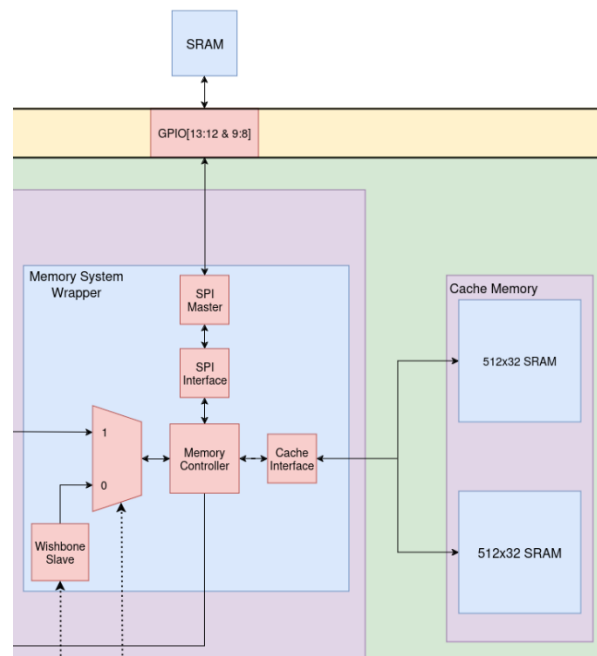 SRAM
GPIO[13:12 & 9:8]
Memory System
Wrapper
SPI
Master
SPI
Interface
Memory
Controller
Cache
Interface
1
0
Wishbone
Slave
Cache Memory
512x32 SRAM
512x32 SRAM